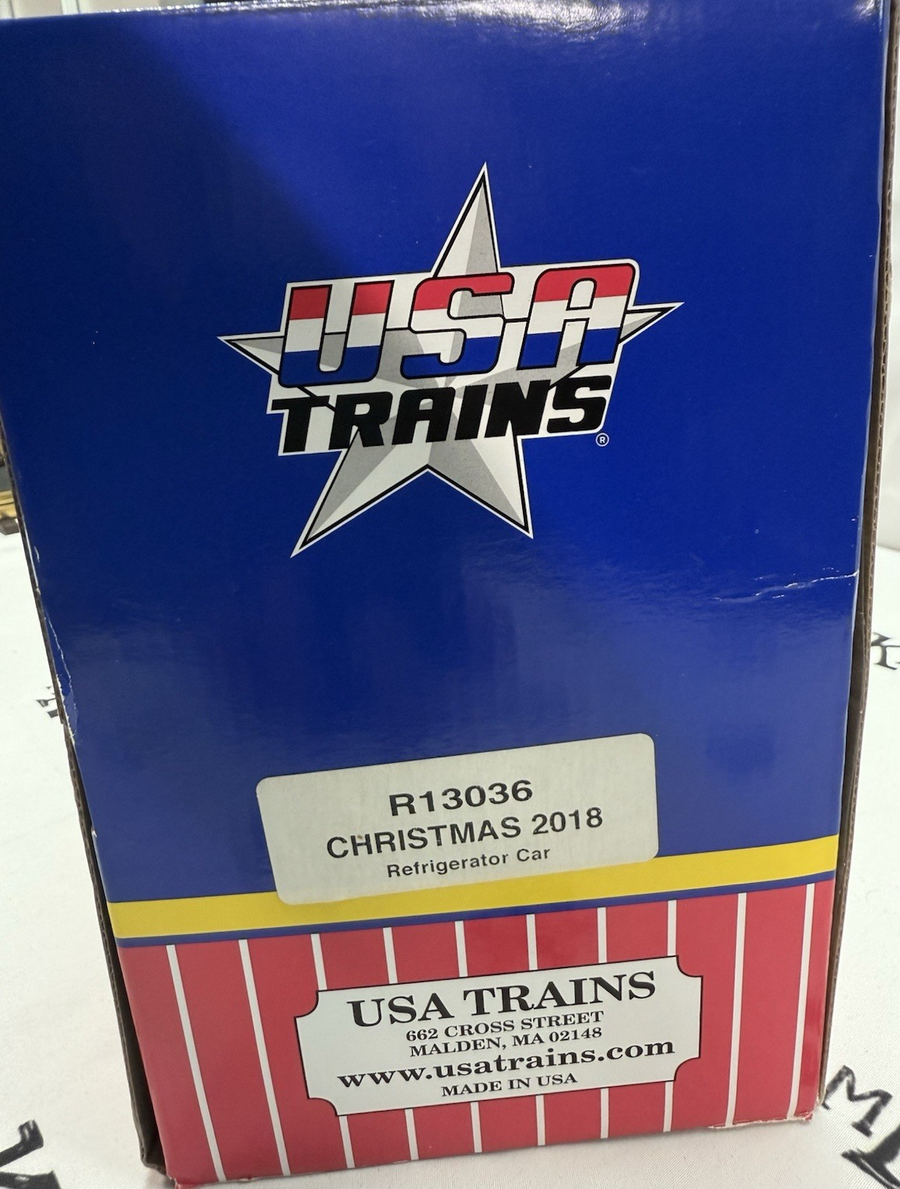 USA
TRAINS
®
R13036
CHRISTMAS 2018
Refrigerator Car
USA TRAINS
662 CROSS STREET
MALDEN, MA 02148
www.usatrains.com
MADE IN USA